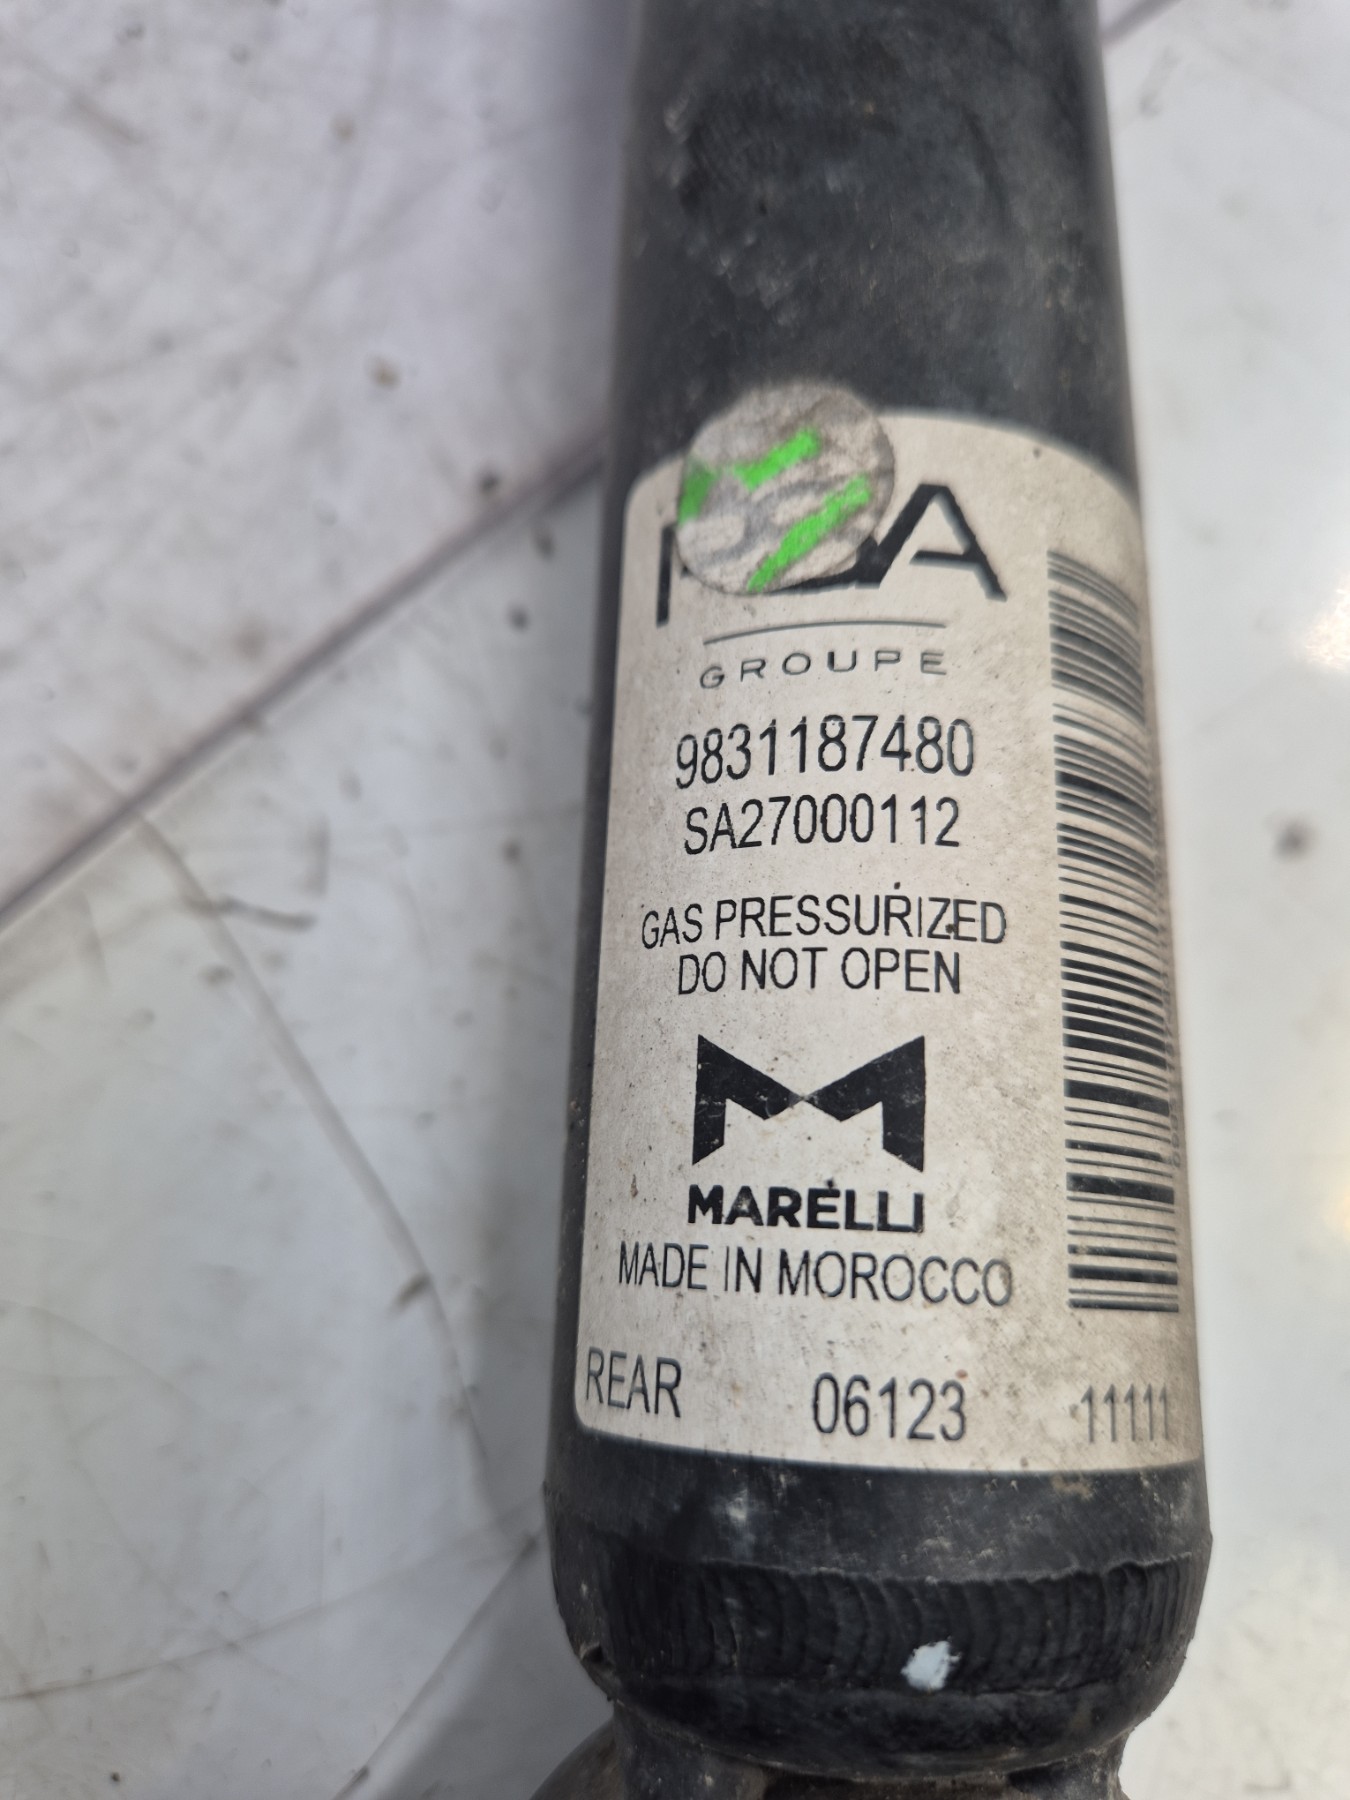 GROUPE
9831187480
SA27000112
GAS PRESSURIZED
DO NOT OPEN
MARELLI
MADE IN MOROCCO
REAR 06123 11111